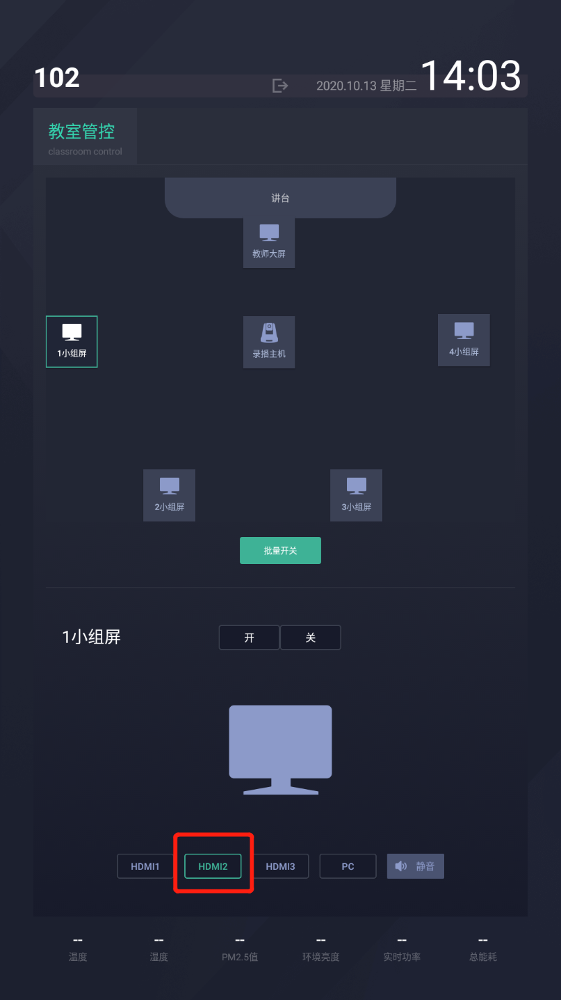 102
2020.10.13 星期二 14:03
教室管控
classroom control
讲台
教师大屏
1小组屏
录播主机
4小组屏
2小组屏
3小组屏
批量开关
1小组屏
开
关
HDMI1
HDMI2
HDMI3
PC
静音
-- -- -- -- -- --
温度 湿度 PM2.5值 环境亮度 实时功率 总能耗